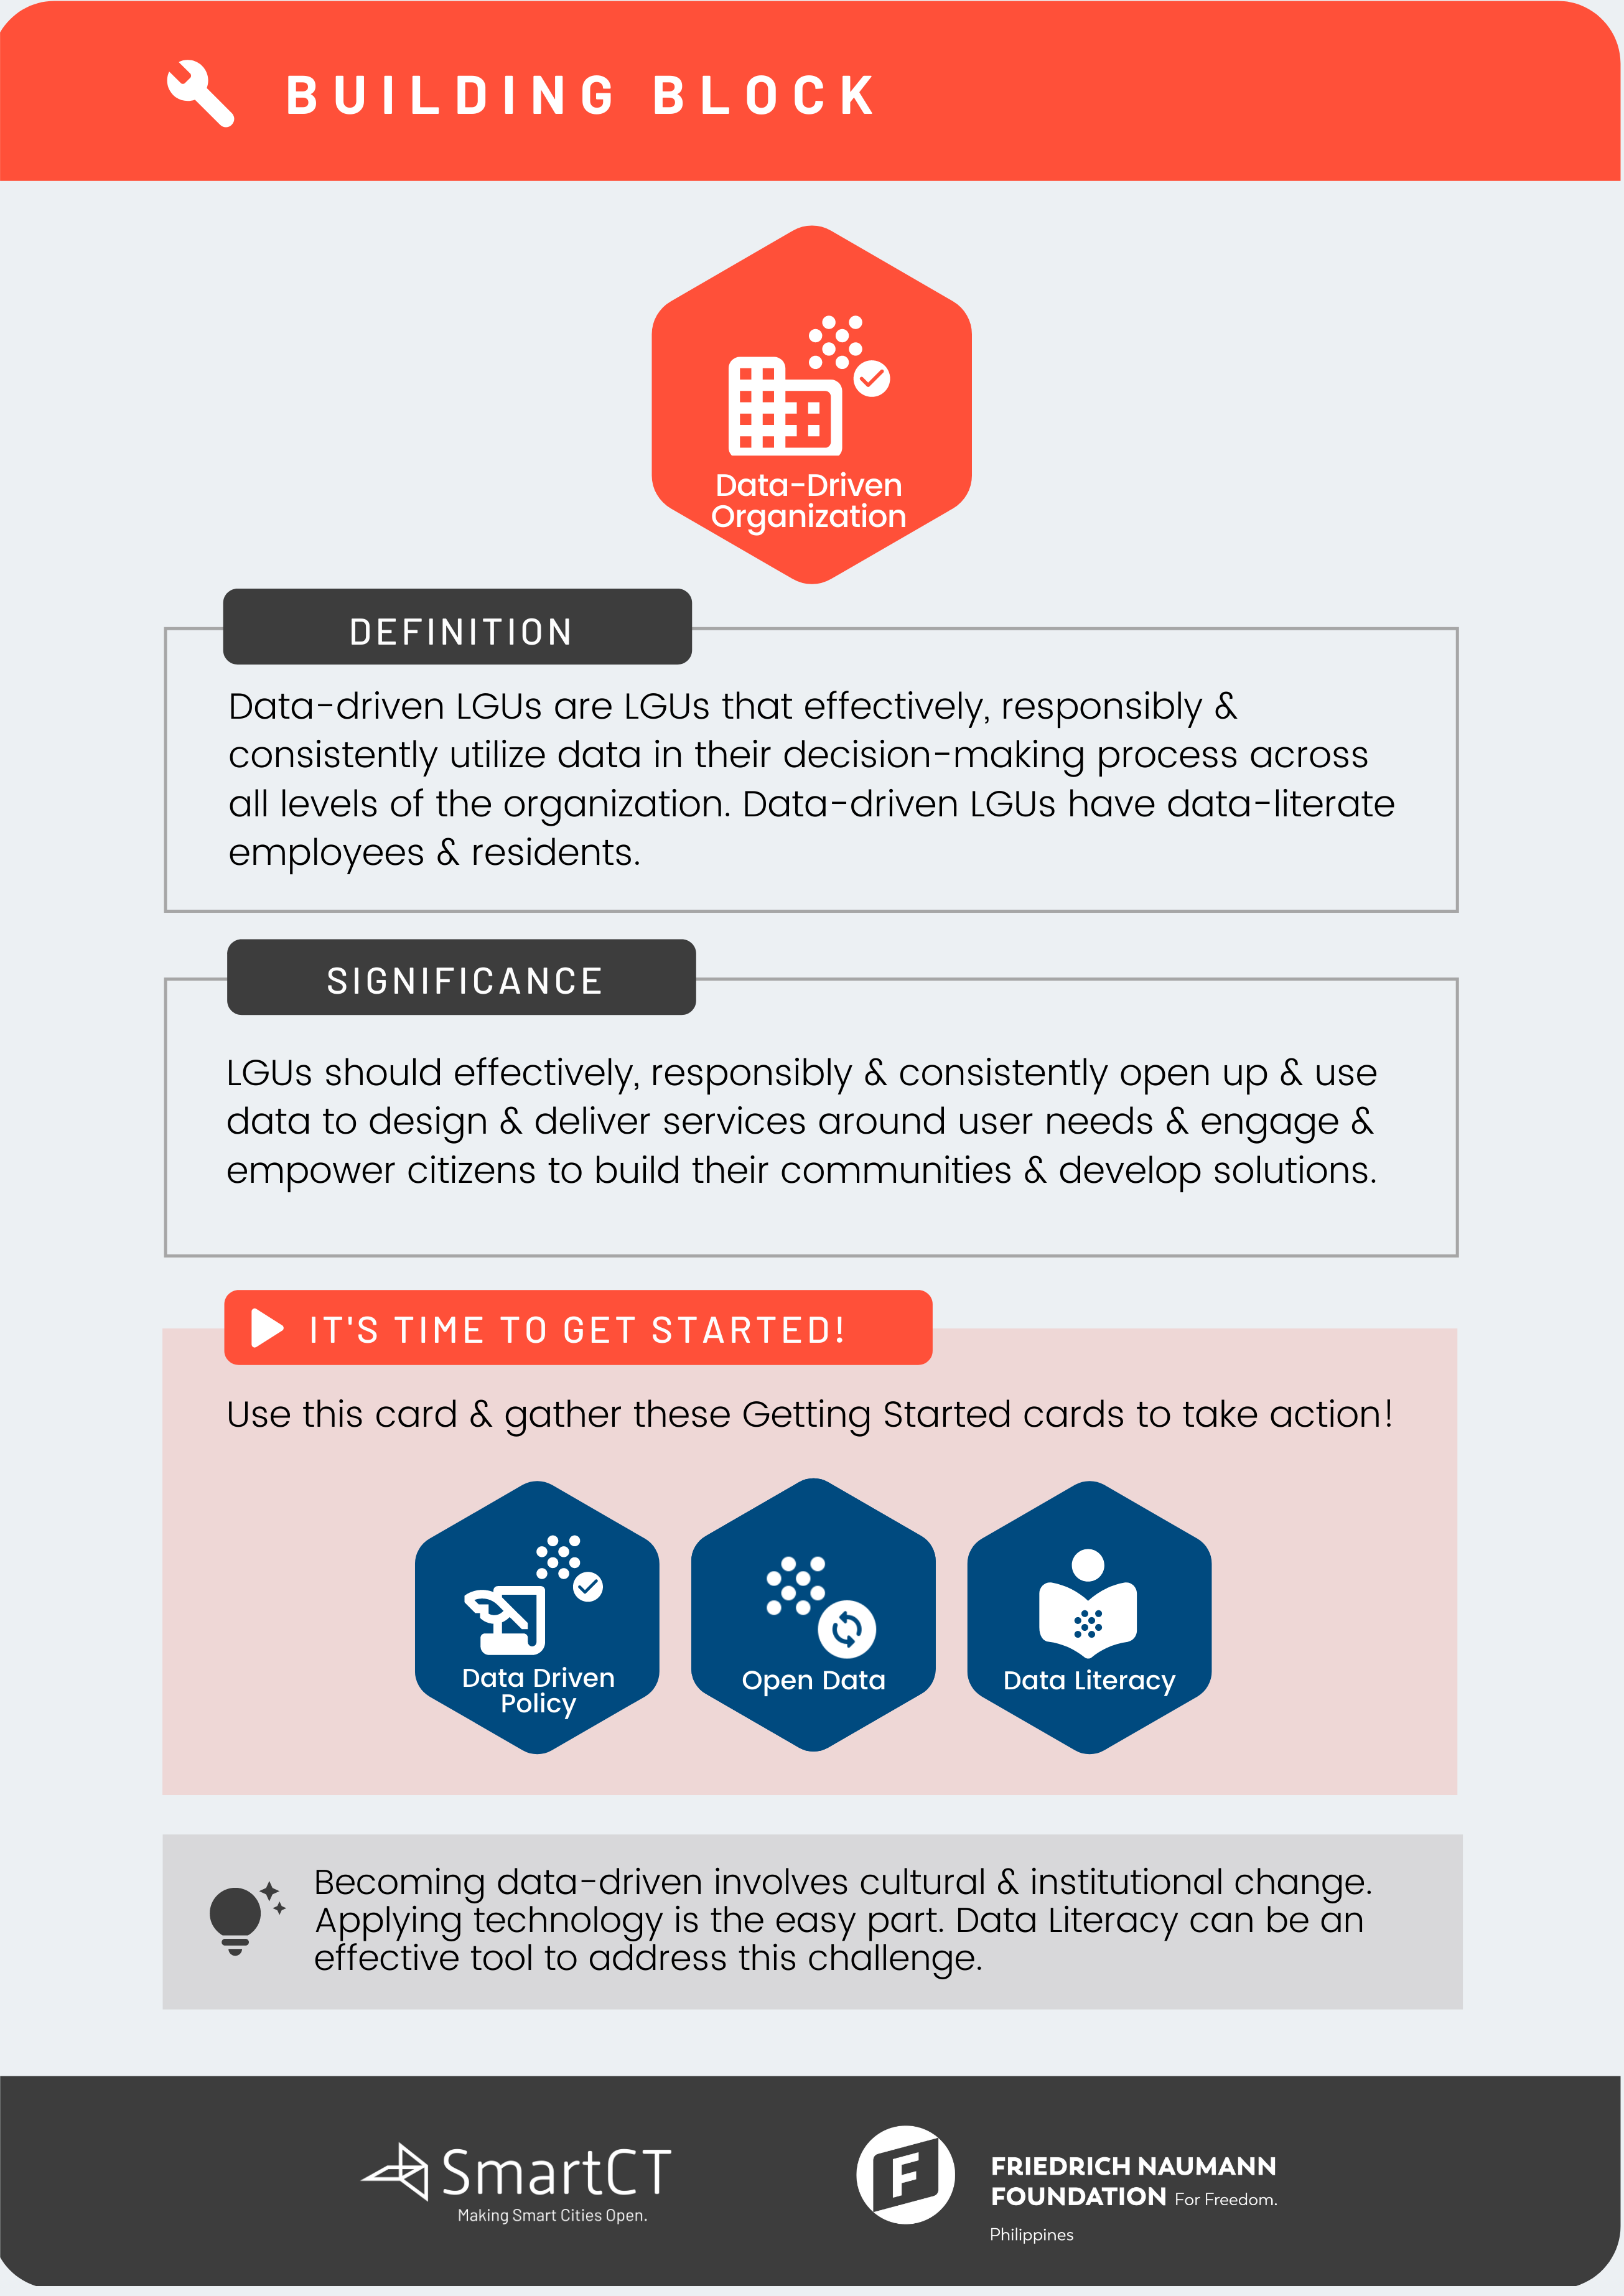 BUILDING BLOCK
Data-Driven
Organization
DEFINITION
Data-driven LGUs are LGUs that effectively, responsibly &
consistently utilize data in their decision-making process across
all levels of the organization. Data-driven LGUs have data-literate
employees & residents.
SIGNIFICANCE
LGUs should effectively, responsibly & consistently open up & use
data to design & deliver services around user needs & engage &
empower citizens to build their communities & develop solutions.
IT'S TIME TO GET STARTED!
Use this card & gather these Getting Started cards to take action!
Data Driven
Policy
Open Data
Data Literacy
Becoming data-driven involves cultural & institutional change.
Applying technology is the easy part. Data Literacy can be an
effective tool to address this challenge.
SmartCT
Making Smart Cities Open.
F
FRIEDRICH NAUMANN
FOUNDATION For Freedom.
Philippines